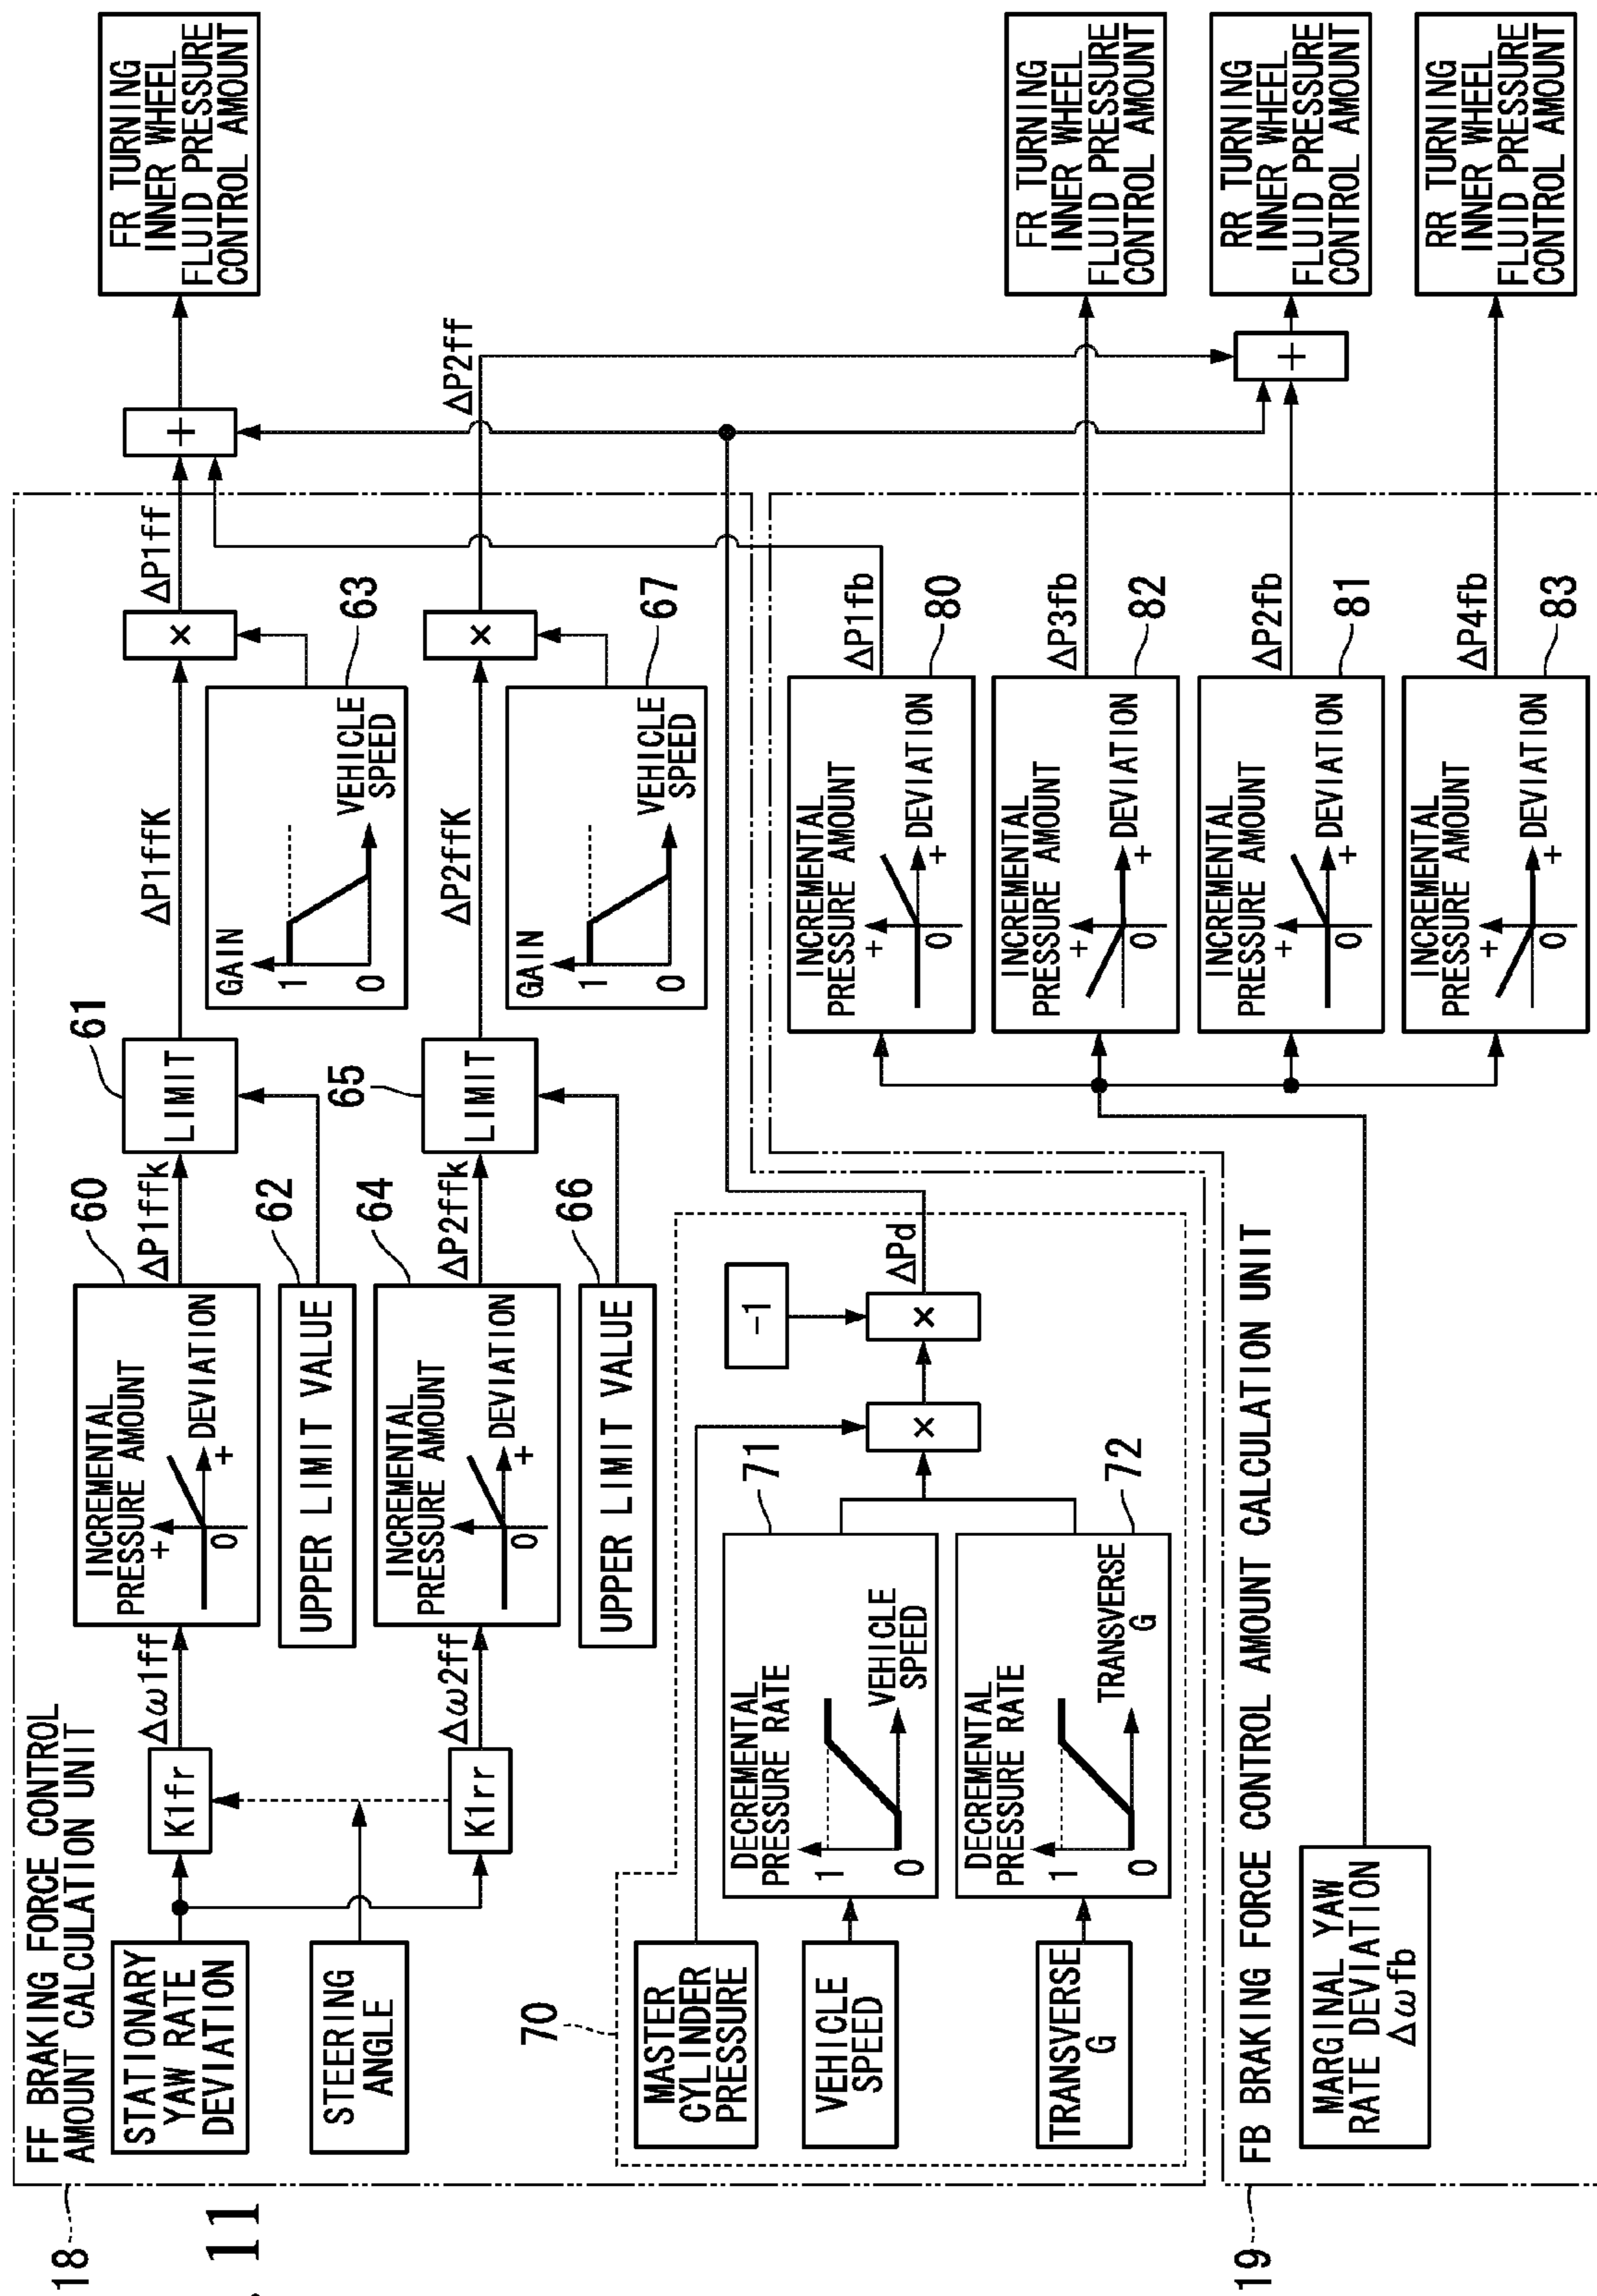 . 11
18
FF BRAKING FORCE CONTROL
AMOUNT CALCULATION UNIT
STATIONARY
YAW RATE
DEVIATION
STEERING
ANGLE
K1fr
K1rr
Δω1ff
Δω2ff
60
INCREMENTAL
PRESSURE AMOUNT
+
DEVIATION
0
+
ΔP1ffk
61
LIMIT
62
UPPER LIMIT VALUE
ΔP1ffK
63
GAIN
1
0
VEHICLE
SPEED
×
ΔP1ff
+
FR TURNING
INNER WHEEL
FLUID PRESSURE
CONTROL AMOUNT
64
INCREMENTAL
PRESSURE AMOUNT
DEVIATION
0
+
ΔP2ffk
65
LIMIT
66
UPPER LIMIT VALUE
ΔP2ffK
67
GAIN
1
0
VEHICLE
SPEED
×
ΔP2ff
70
MASTER
CYLINDER
PRESSURE
VEHICLE
SPEED
TRANSVERSE
G
71
DECREMENTAL
PRESSURE RATE
1
0
VEHICLE
SPEED
72
DECREMENTAL
PRESSURE RATE
1
0
TRANSVERSE
G
×
-1
×
ΔPd
19
FB BRAKING FORCE CONTROL AMOUNT CALCULATION UNIT
MARGINAL YAW
RATE DEVIATION
Δωfb
INCREMENTAL
PRESSURE AMOUNT
+
DEVIATION
0
+
ΔP1fb
80
INCREMENTAL
PRESSURE AMOUNT
+
DEVIATION
0
+
ΔP3fb
82
FR TURNING
INNER WHEEL
FLUID PRESSURE
CONTROL AMOUNT
INCREMENTAL
PRESSURE AMOUNT
+
DEVIATION
0
+
ΔP2fb
81
+
RR TURNING
INNER WHEEL
FLUID PRESSURE
CONTROL AMOUNT
INCREMENTAL
PRESSURE AMOUNT
+
DEVIATION
0
+
ΔP4fb
83
RR TURNING
INNER WHEEL
FLUID PRESSURE
CONTROL AMOUNT